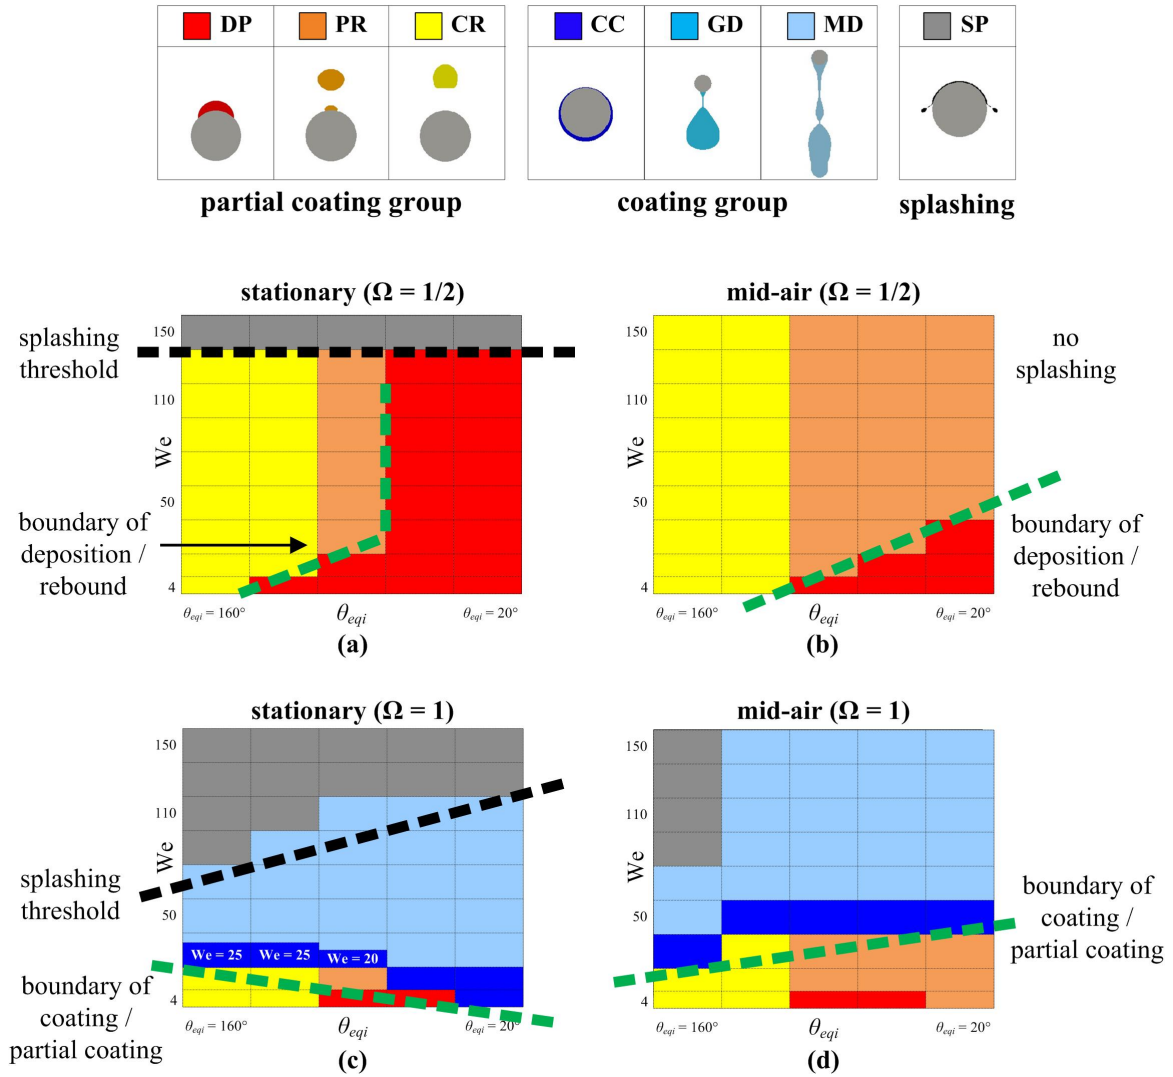 DP PR CR CC GD MD SP
partial coating group coating group splashing
stationary (Ω = 1/2)
splashing
threshold
150
110
We
50
4
boundary of
deposition /
rebound
θeqi = 160° θeqi θeqi = 20°
(a)
mid-air (Ω = 1/2)
no
splashing
150
110
We
50
4
boundary of
deposition /
rebound
θeqi = 160° θeqi θeqi = 20°
(b)
stationary (Ω = 1)
150
110
We
50
4
splashing
threshold
We = 25 We = 25 We = 20
boundary of
coating /
partial coating
θeqi = 160° θeqi θeqi = 20°
(c)
mid-air (Ω = 1)
150
110
We
50
4
boundary of
coating /
partial coating
θeqi = 160° θeqi θeqi = 20°
(d)